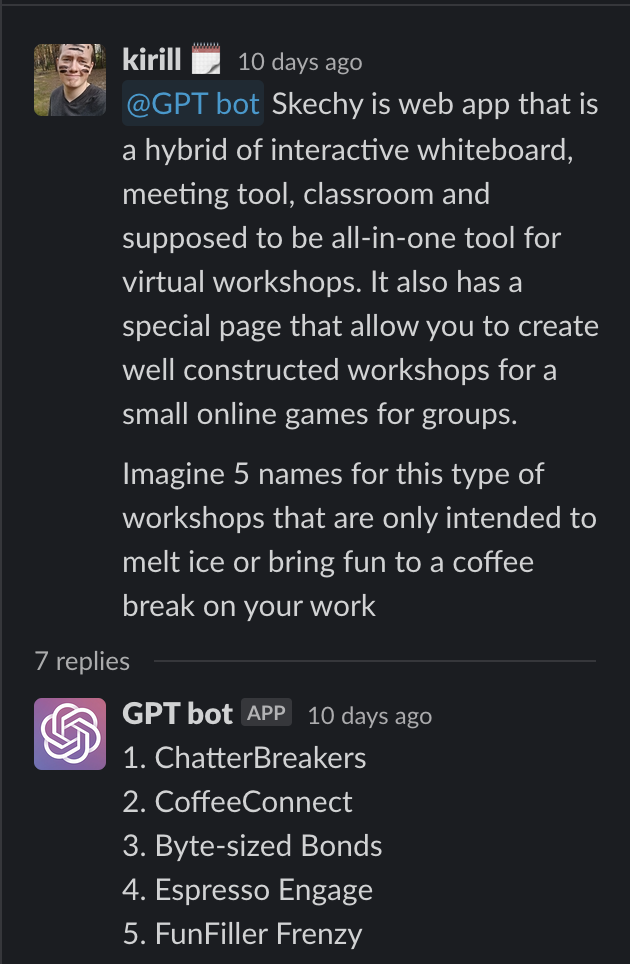 kirill 10 days ago
@GPT bot Skechy is web app that is
a hybrid of interactive whiteboard,
meeting tool, classroom and
supposed to be all-in-one tool for
virtual workshops. It also has a
special page that allow you to create
well constructed workshops for a
small online games for groups.
Imagine 5 names for this type of
workshops that are only intended to
melt ice or bring fun to a coffee
break on your work
7 replies
GPT bot APP 10 days ago
1. ChatterBreakers
2. CoffeeConnect
3. Byte-sized Bonds
4. Espresso Engage
5. FunFiller Frenzy